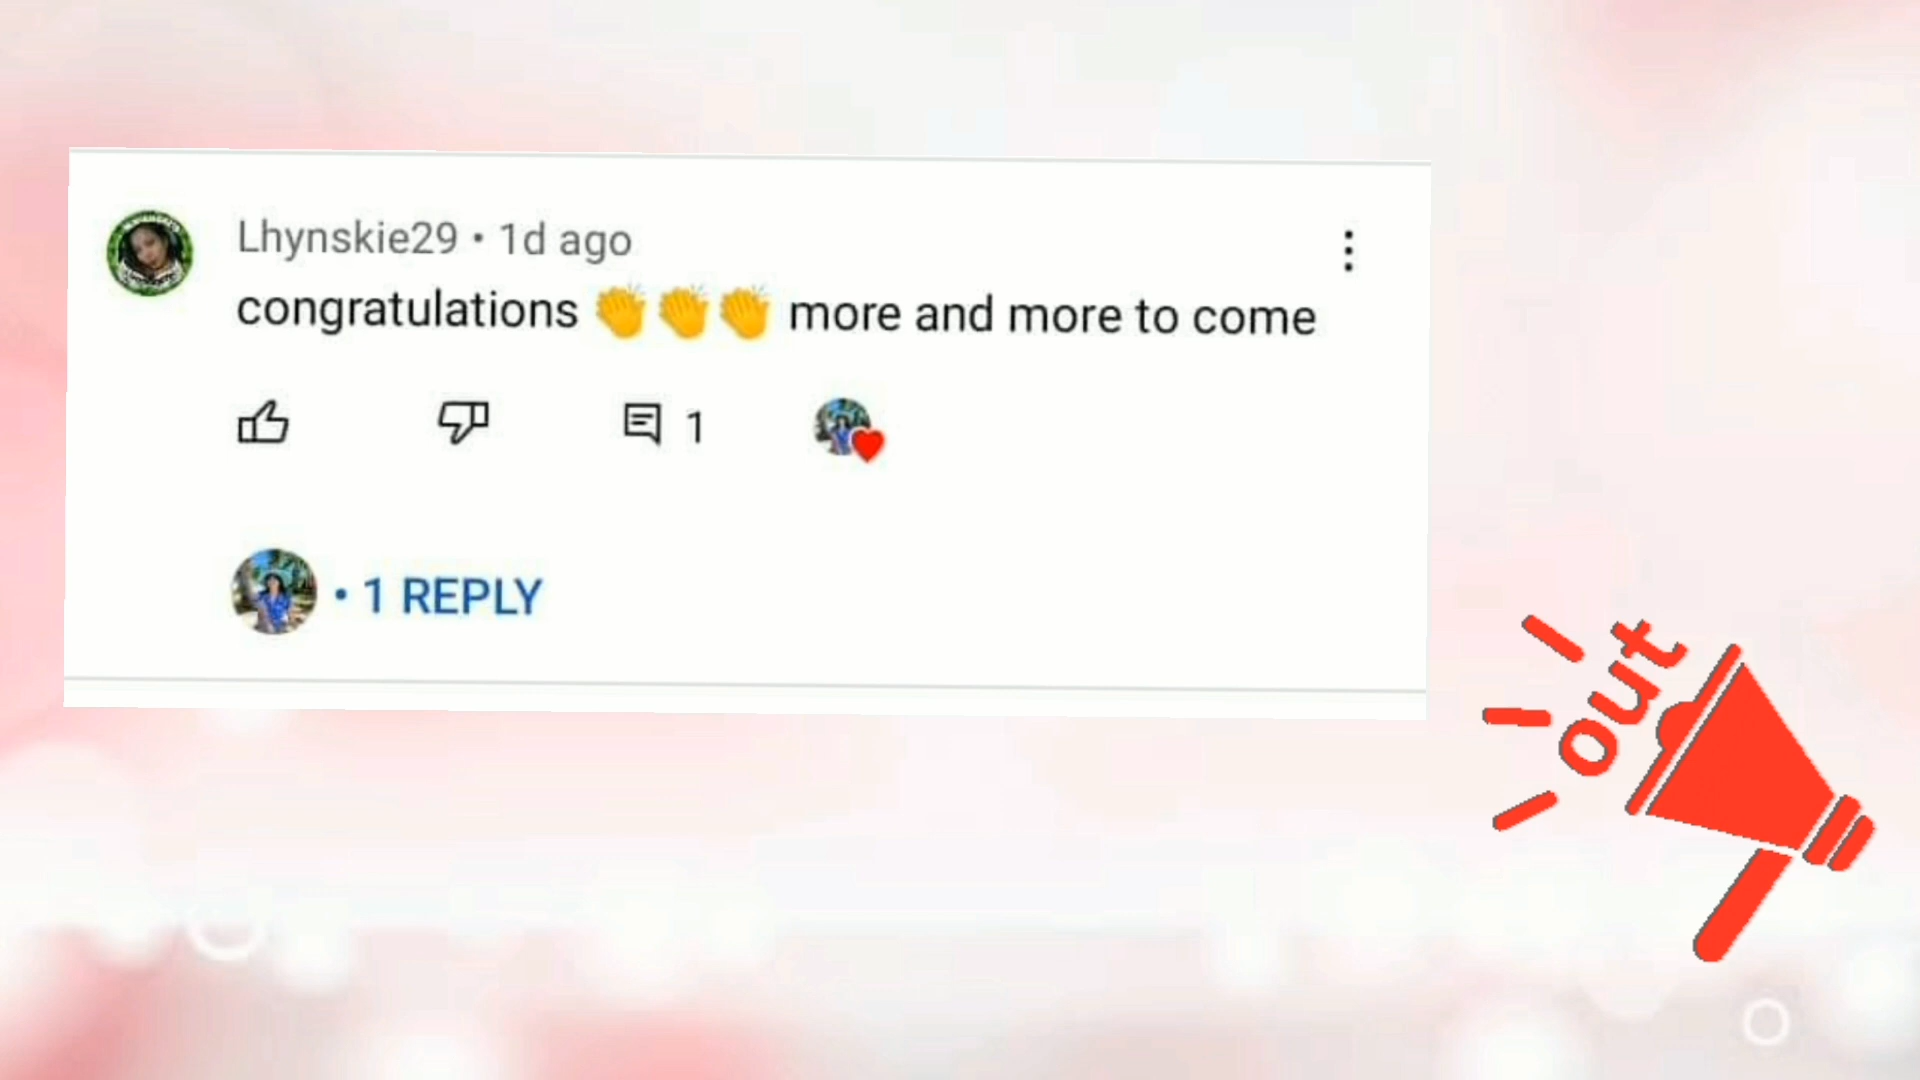 Lhynskie29 • 1d ago
congratulations 👏👏👏 more and more to come
1
• 1 REPLY
out